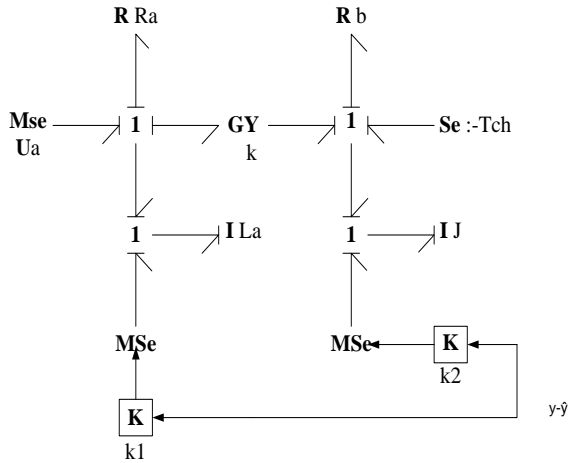 R Ra
R b
Mse
Ua
1
GY
k
1
Se :-Tch
1
I La
1
I J
MSe
MSe
K
k2
K
k1
y-ŷ